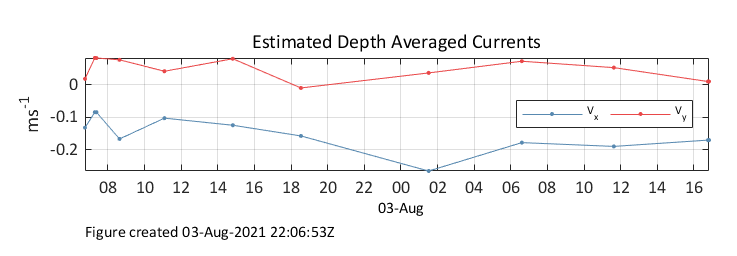 Estimated Depth Averaged Currents
ms-1
0
-0.1
-0.2
Vx Vy
08 10 12 14 16 18 20 22 00 02 04 06 08 10 12 14 16
03-Aug
Figure created 03-Aug-2021 22:06:53Z